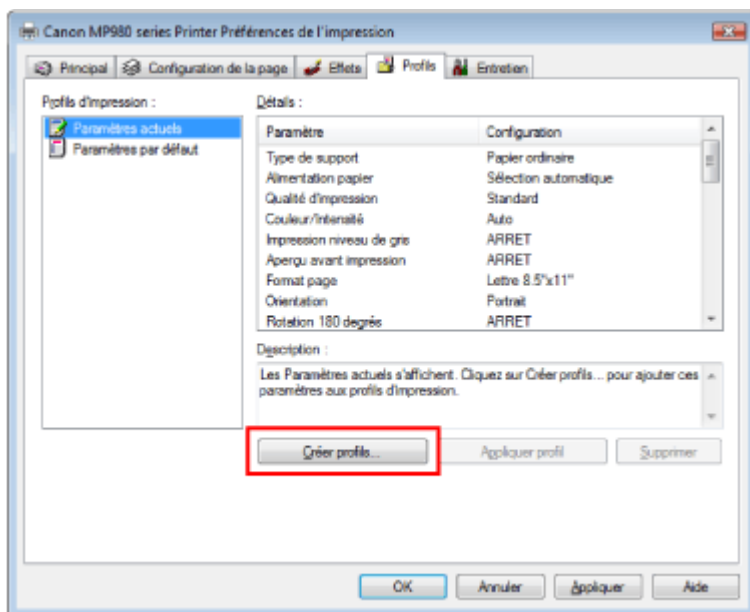 Canon MP980 series Printer Préférences de l'impression
Principal Configuration de la page Effets Profils Entretien
Profils d'impression :
Paramètres actuels
Paramètres par défaut
Détails :
Paramètre Configuration
Type de support Papier ordinaire
Alimentation papier Sélection automatique
Qualité d'impression Standard
Couleur/Intensité Auto
Impression niveau de gris ARRET
Aperçu avant impression ARRET
Format page Lettre 8.5"x11"
Orientation Portrait
Rotation 180 degrés ARRET
Description :
Les Paramètres actuels s'affichent. Cliquez sur Créer profils... pour ajouter ces
paramètres aux profils d'impression.
Créer profils... Appliquer profil Supprimer
OK Annuler Appliquer Aide